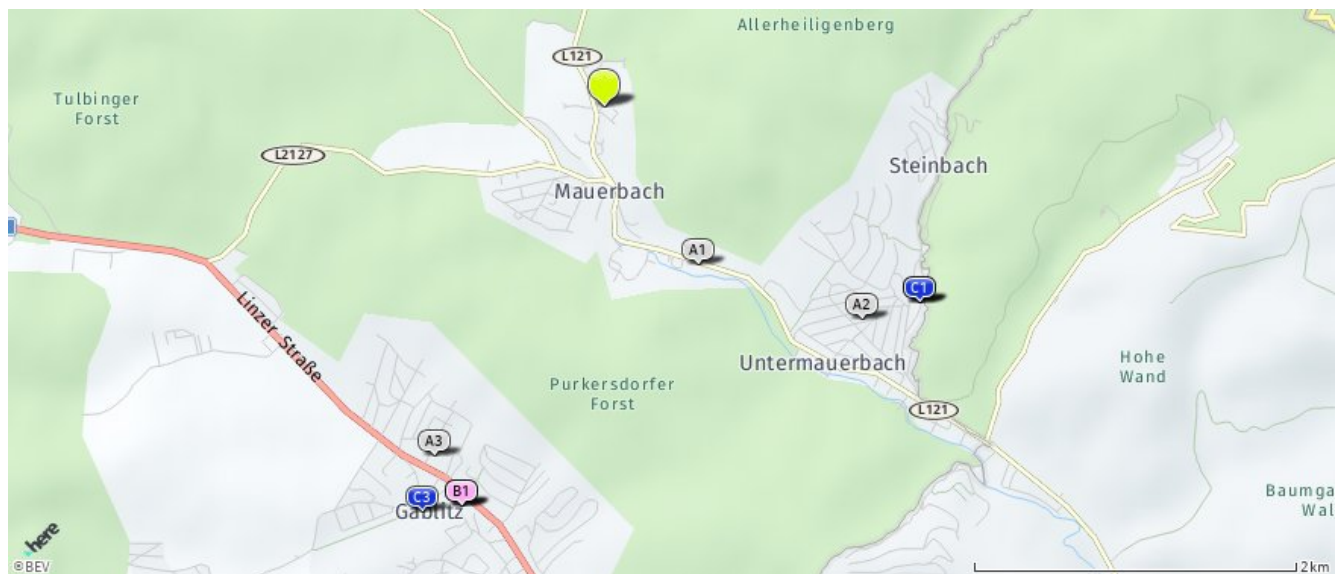 Allerheiligenberg
L121
Tulbinger
Forst
L2127
Steinbach
Mauerbach
A1
C1
A2
Linzer Straße
Untermauerbach
Hohe
Wand
Purkersdorfer
Forst
L121
A3
B1
C3
Gablitz
Baumga
Wal
here
©BEV
2km